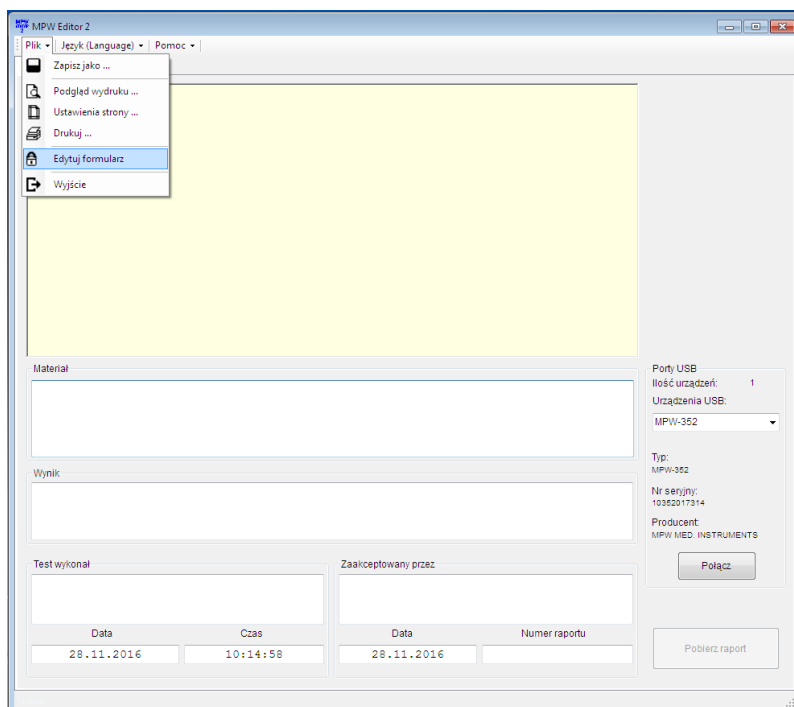 MPW Editor 2
Plik Język (Language) Pomoc
Zapisz jako ...
Podgląd wydruku ...
Ustawienia strony ...
Drukuj ...
Edytuj formularz
Wyjście
Materiał
Wynik
Test wykonał
Data Czas
28.11.2016 10:14:58
Zaakceptowany przez
Data Numer raportu
28.11.2016
Porty USB
Ilość urządzeń: 1
Urządzenia USB:
MPW-352
Typ:
MPW-352
Nr seryjny:
10352017314
Producent:
MPW MED. INSTRUMENTS
Połącz
Pobierz raport